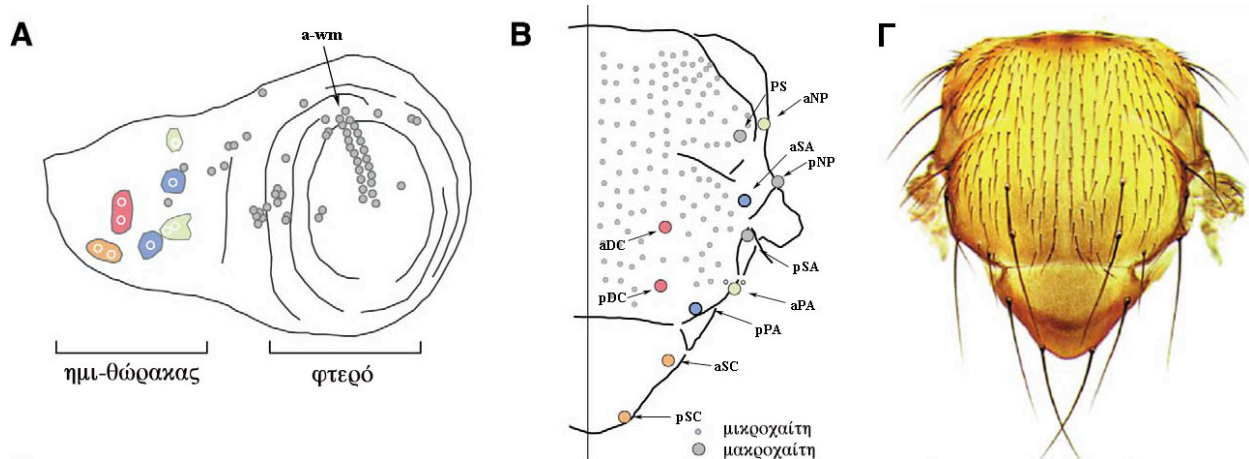 A
a-wm
ημι-θώρακας
φτερό
B
PS
aNP
aSA
pNP
aDC
pSA
pDC
aPA
pPA
aSC
pSC
μικροχαίτη
μακροχαίτη
Γ